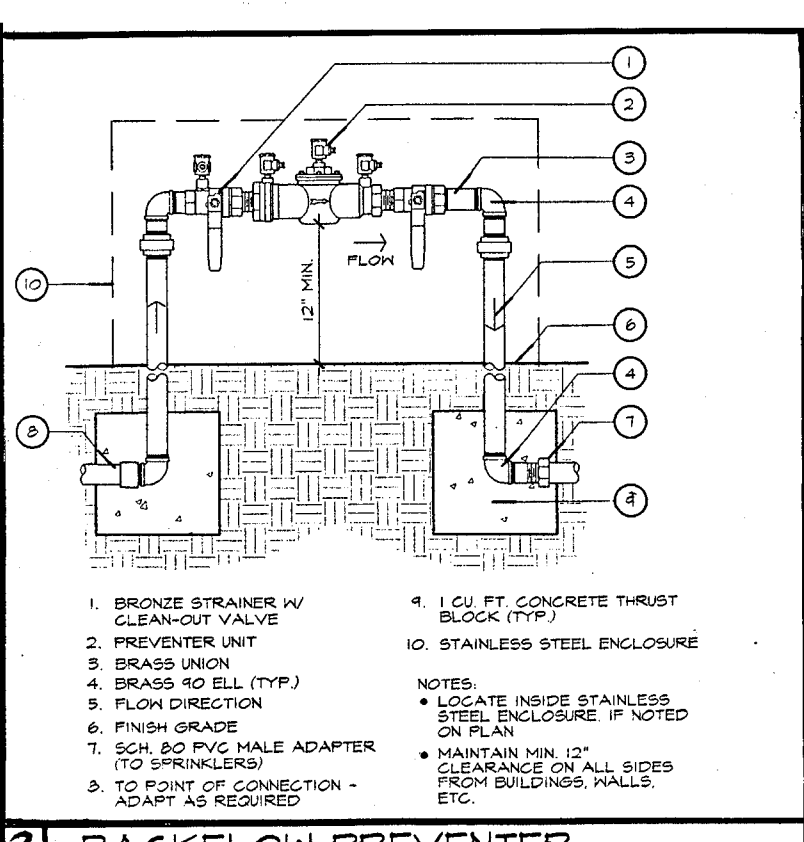 1
2
3
4
10
FLOW
12" MIN.
5
6
4
8
7
9
1. BRONZE STRAINER W/
CLEAN-OUT VALVE
2. PREVENTER UNIT
3. BRASS UNION
4. BRASS 90 ELL (TYP.)
5. FLOW DIRECTION
6. FINISH GRADE
7. SCH. 80 PVC MALE ADAPTER
(TO SPRINKLERS)
8. TO POINT OF CONNECTION -
ADAPT AS REQUIRED
9. 1 CU. FT. CONCRETE THRUST
BLOCK (TYP.)
10. STAINLESS STEEL ENCLOSURE
NOTES:
• LOCATE INSIDE STAINLESS
STEEL ENCLOSURE, IF NOTED
ON PLAN
• MAINTAIN MIN. 12"
CLEARANCE ON ALL SIDES
FROM BUILDINGS, WALLS,
ETC.
BACKFLOW PREVENTER